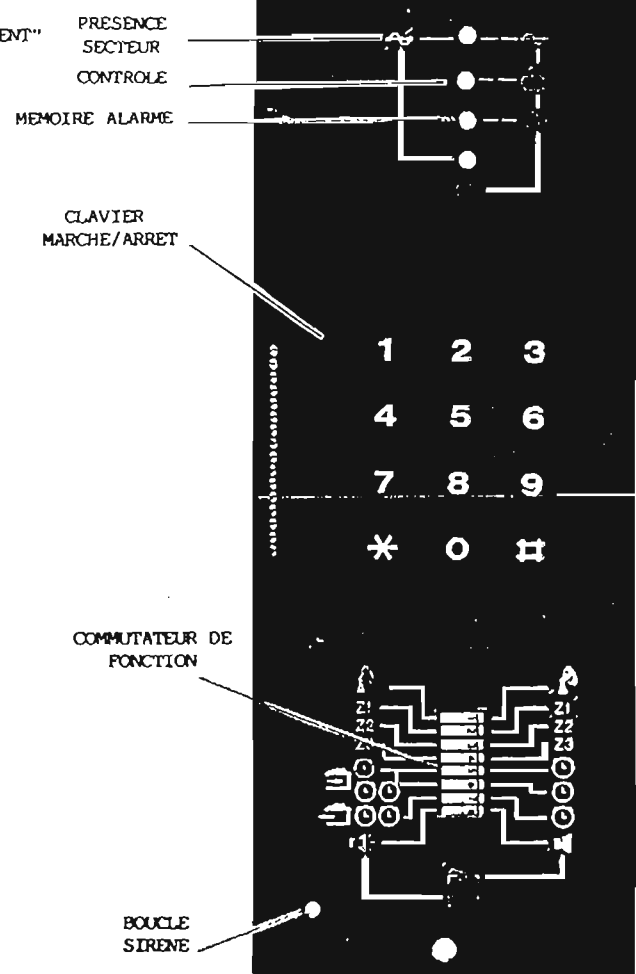 ENT" PRESENCE
SECTEUR
CONTROLE
MEMOIRE ALARME
CLAVIER
MARCHE/ARRET
1 2 3
4 5 6
7 8 9
* 0 #
COMMUTATEUR DE
FONCTION
Z1 Z1
Z2 Z2
Z3
BOUCLE
SIRENE